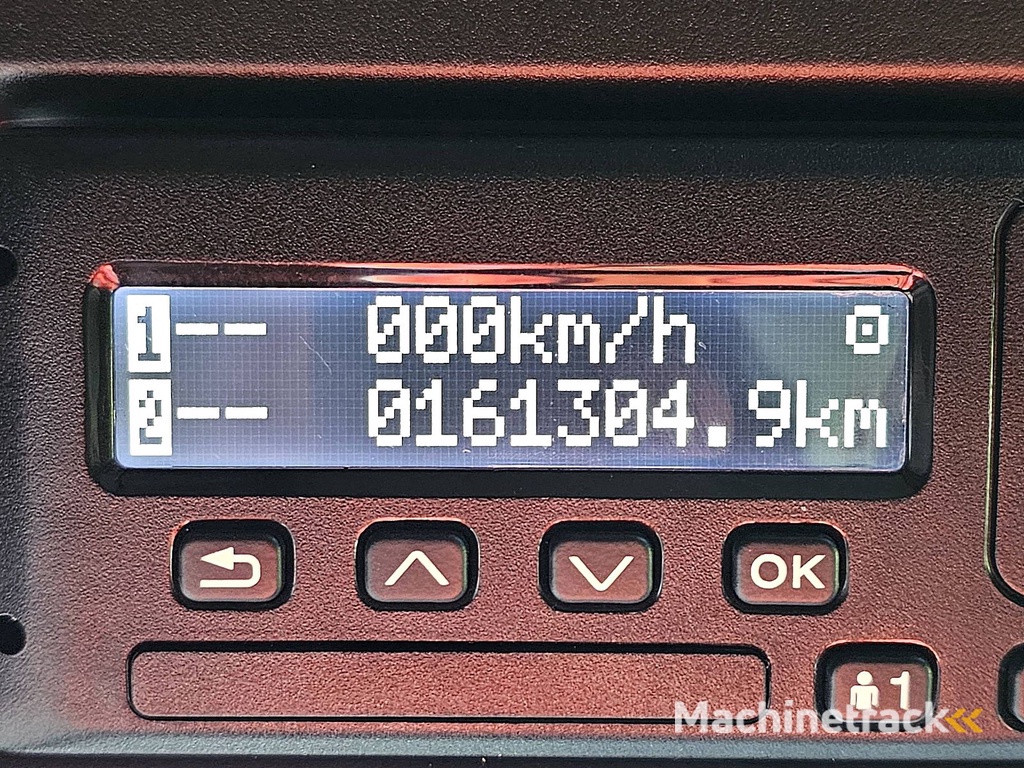 1 -- 000km/h
2 -- 0161304.9km
OK
1
Machinetrack